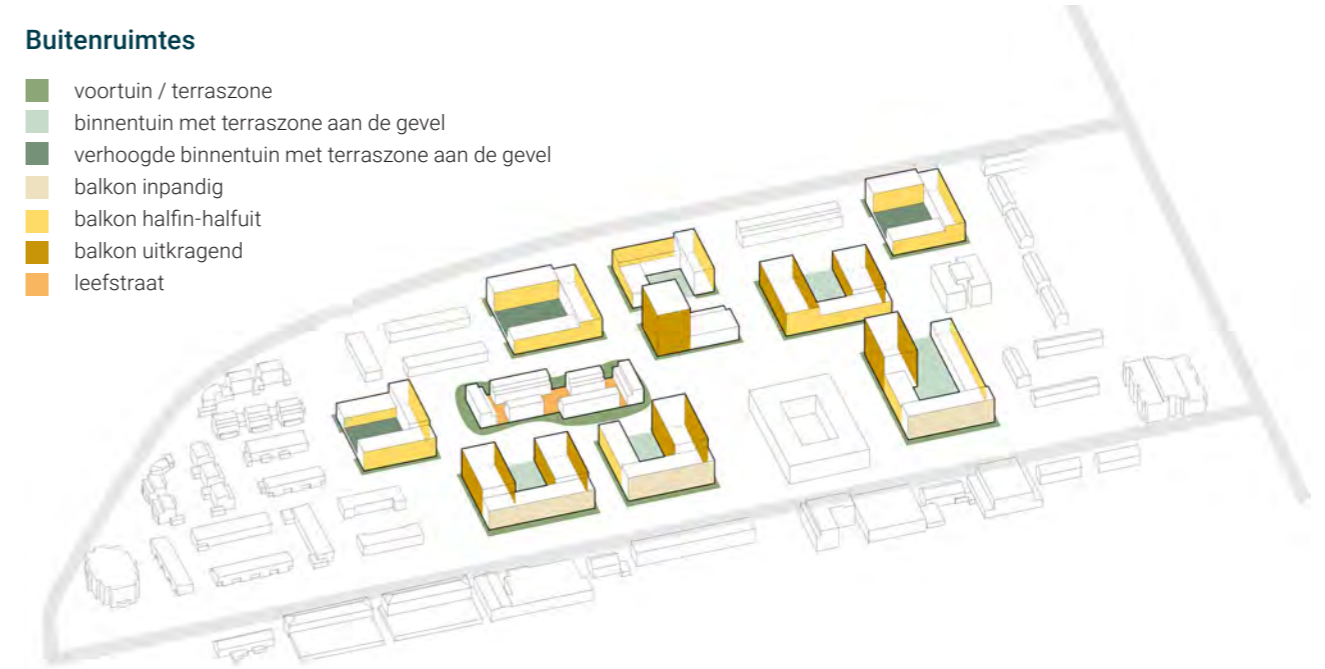 Buitenruimtes
voortuin / terraszone
binnentuin met terraszone aan de gevel
verhoogde binnentuin met terraszone aan de gevel
balkon inpandig
balkon halfin-halfuit
balkon uitkragend
leefstraat